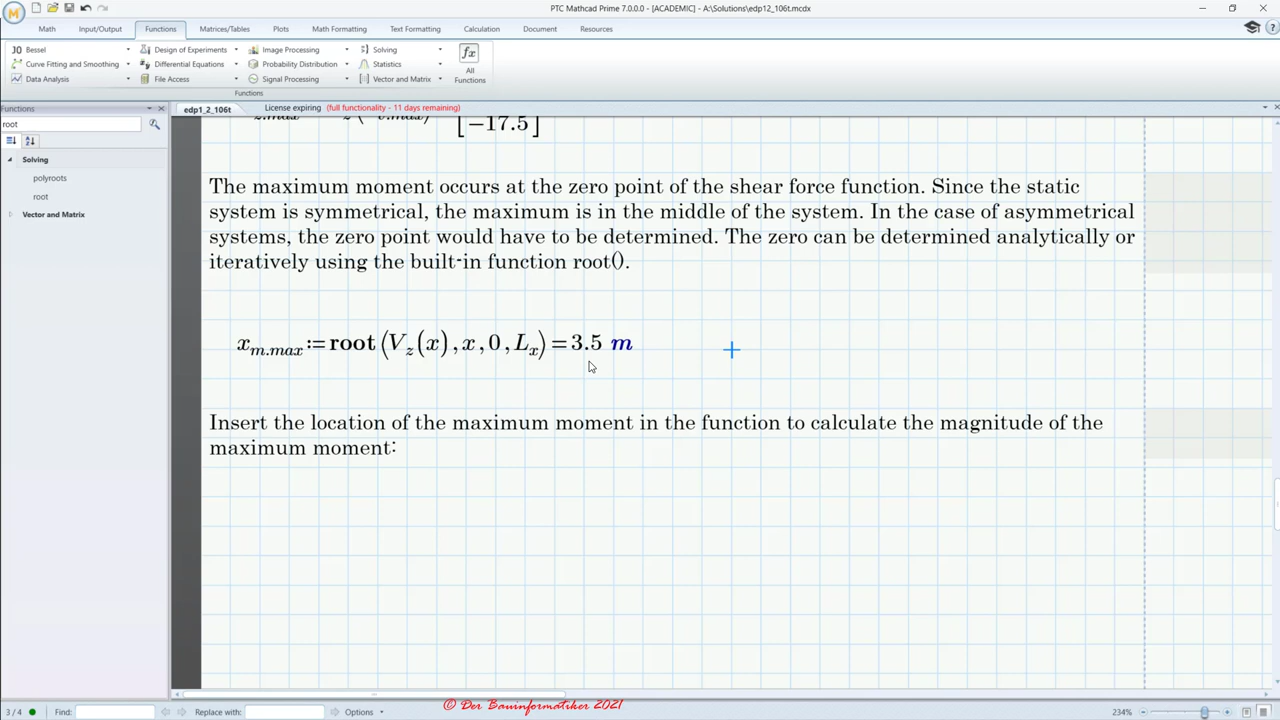 PTC Mathcad Prime 7.0.0.0 - [ACADEMIC] - A:\Solutions\edp12_106t.mcdx
Math Input/Output Functions Matrices/Tables Plots Math Formatting Text Formatting Calculation Document Resources
Bessel Design of Experiments Image Processing Solving
Curve Fitting and Smoothing Differential Equations Probability Distribution Statistics
Data Analysis File Access Signal Processing Vector and Matrix
All
Functions
Functions
Functions
edp1_2_106t License expiring (full functionality - 11 days remaining)
root
Solving
polyroots
root
Vector and Matrix
[-17.5]
The maximum moment occurs at the zero point of the shear force function. Since the static
system is symmetrical, the maximum is in the middle of the system. In the case of asymmetrical
systems, the zero point would have to be determined. The zero can be determined analytically or
iteratively using the built-in function root().
x_{m.max} := root(V_z(x), x, 0, L_x) = 3.5 m
Insert the location of the maximum moment in the function to calculate the magnitude of the
maximum moment:
3 / 4 Find: Replace with: Options 234%
© Der Bauinformatiker 2021